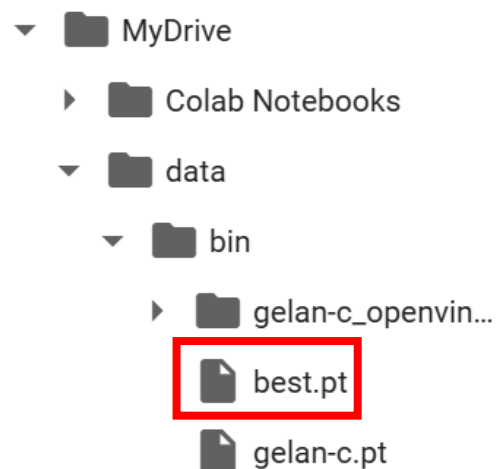 MyDrive
Colab Notebooks
data
bin
gelan-c_openvin...
best.pt
gelan-c.pt